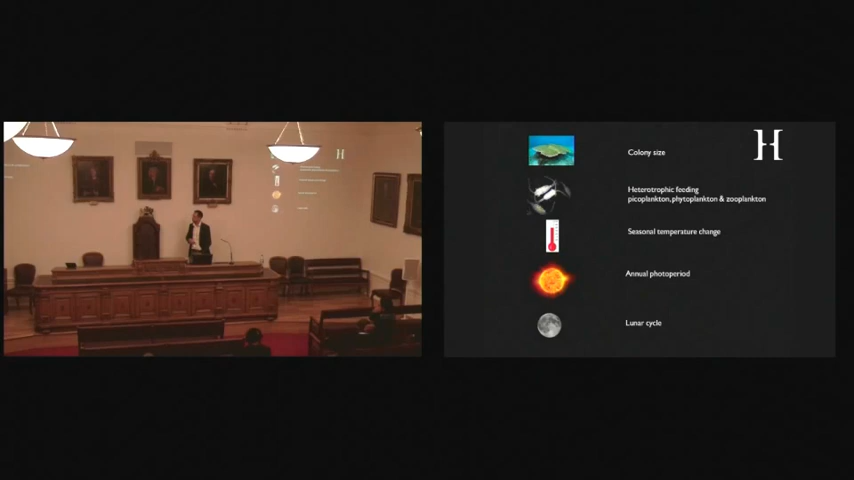 H
Colony size
Heterotrophic feeding
picoplankton,phytoplankton & zooplankton
Seasonal temperature change
Annual photoperiod
Lunar cycle